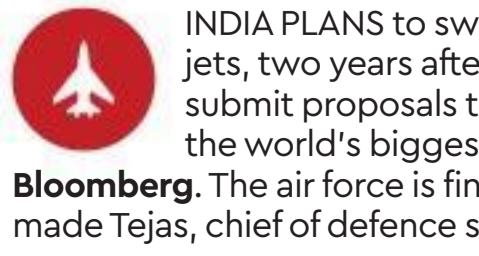 INDIA PLANS to sw
jets, two years afte
submit proposals t
the world's bigges
Bloomberg. The air force is fin
made Tejas, chief of defence s